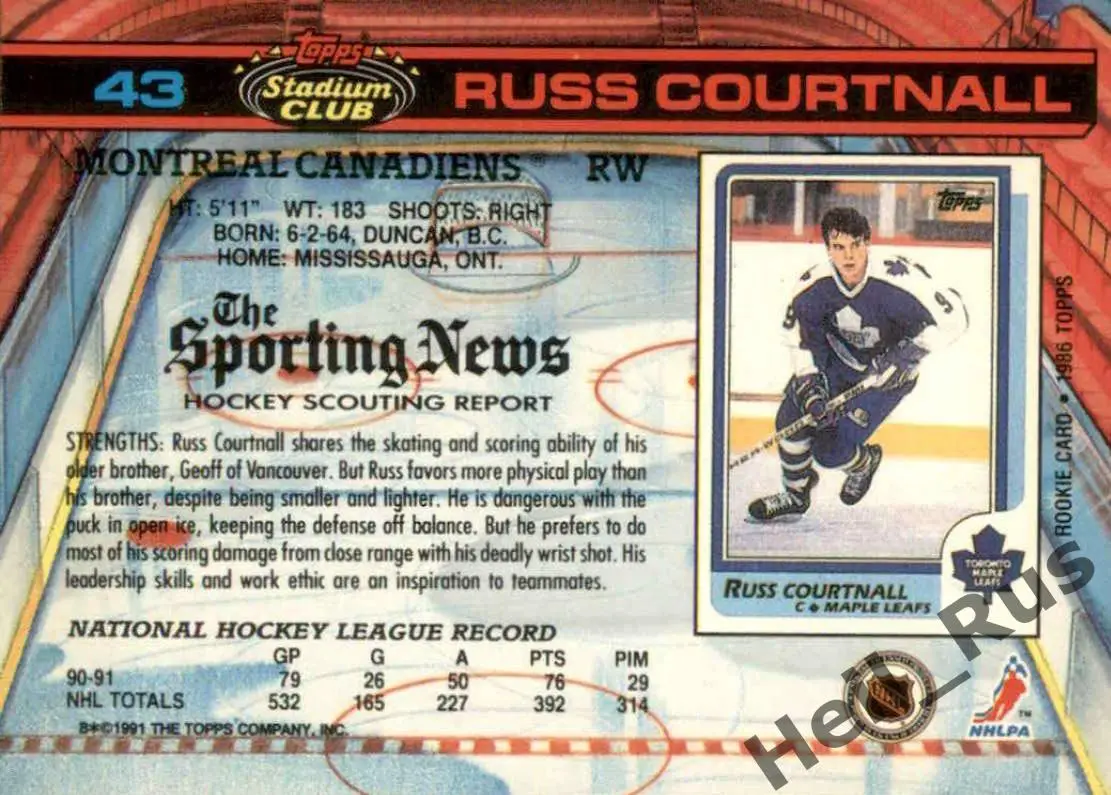 43
TOPPS
Stadium
CLUB
RUSS COURTNALL
MONTREAL CANADIENS RW
HT: 5'11" WT: 183 SHOOTS: RIGHT
BORN: 6-2-64, DUNCAN, B.C.
HOME: MISSISSAUGA, ONT.
The
Sporting News
HOCKEY SCOUTING REPORT
STRENGTHS: Russ Courtnall shares the skating and scoring ability of his
older brother, Geoff of Vancouver. But Russ favors more physical play than
his brother, despite being smaller and lighter. He is dangerous with the
puck in open ice, keeping the defense off balance. But he prefers to do
most of his scoring damage from close range with his deadly wrist shot. His
leadership skills and work ethic are an inspiration to teammates.
NATIONAL HOCKEY LEAGUE RECORD
GP G A PTS PIM
90-91 79 26 50 76 29
NHL TOTALS 532 165 227 392 314
B*©1991 THE TOPPS COMPANY, INC.
TOPPS
9
TORONTO
MAPLE
LEAFS
RUSS COURTNALL
C MAPLE LEAFS
ROOKIE CARD • 1986 TOPPS
NHL
NHLPA
TM
Hell_Rus